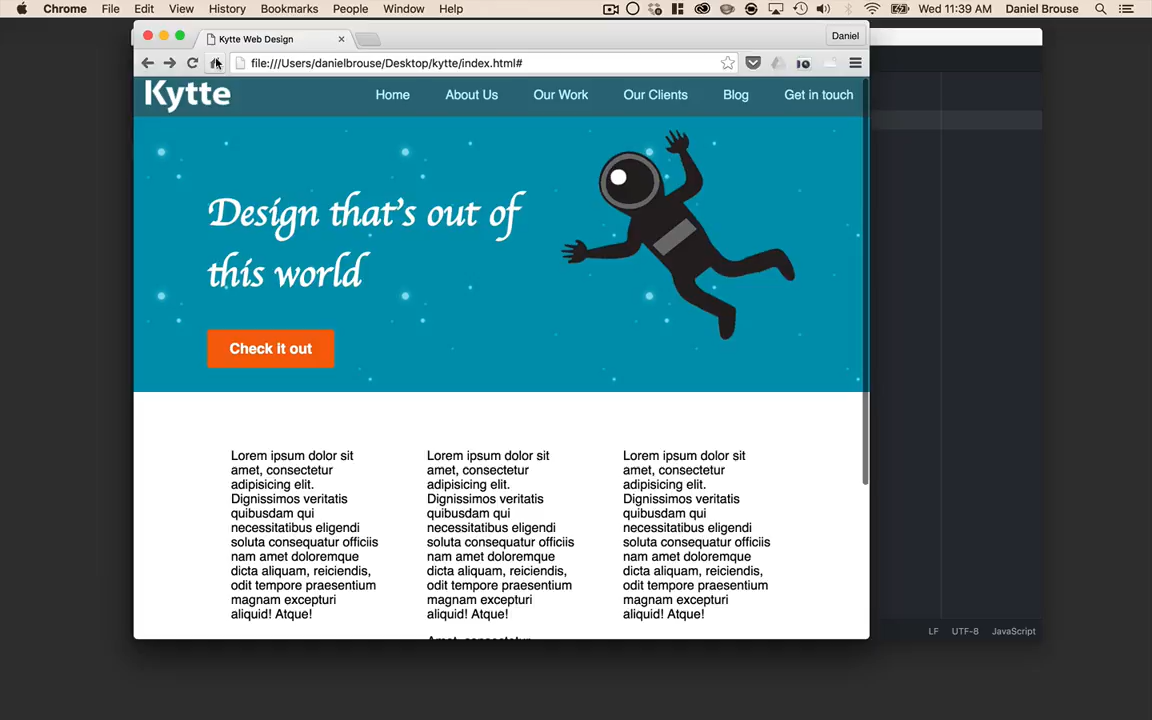 Chrome File Edit View History Bookmarks People Window Help Wed 11:39 AM Daniel Brouse
Kytte Web Design
Daniel
file:///Users/danielbrouse/Desktop/kytte/index.html#
Kytte Home About Us Our Work Our Clients Blog Get in touch
Design that's out of
this world
Check it out
Lorem ipsum dolor sit
amet, consectetur
adipisicing elit.
Dignissimos veritatis
quibusdam qui
necessitatibus eligendi
soluta consequatur officiis
nam amet doloremque
dicta aliquam, reiciendis,
odit tempore praesentium
magnam excepturi
aliquid! Atque!
Lorem ipsum dolor sit
amet, consectetur
adipisicing elit.
Dignissimos veritatis
quibusdam qui
necessitatibus eligendi
soluta consequatur officiis
nam amet doloremque
dicta aliquam, reiciendis,
odit tempore praesentium
magnam excepturi
aliquid! Atque!
Amet, consectetur
Lorem ipsum dolor sit
amet, consectetur
adipisicing elit.
Dignissimos veritatis
quibusdam qui
necessitatibus eligendi
soluta consequatur officiis
nam amet doloremque
dicta aliquam, reiciendis,
odit tempore praesentium
magnam excepturi
aliquid! Atque!
LF UTF-8 JavaScript